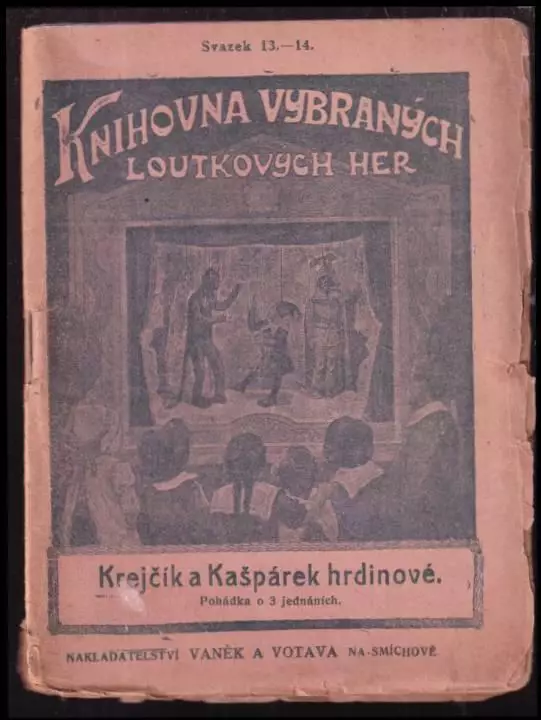 Svazek 13.—14.
KNIHOVNA VYBRANÝCH
LOUTKOVÝCH HER
Krejčík a Kašpárek hrdinové.
Pohádka o 3 jednáních.
NAKLADATELSTVÍ VANĚK A VOTAVA NA-SMÍCHOVĚ